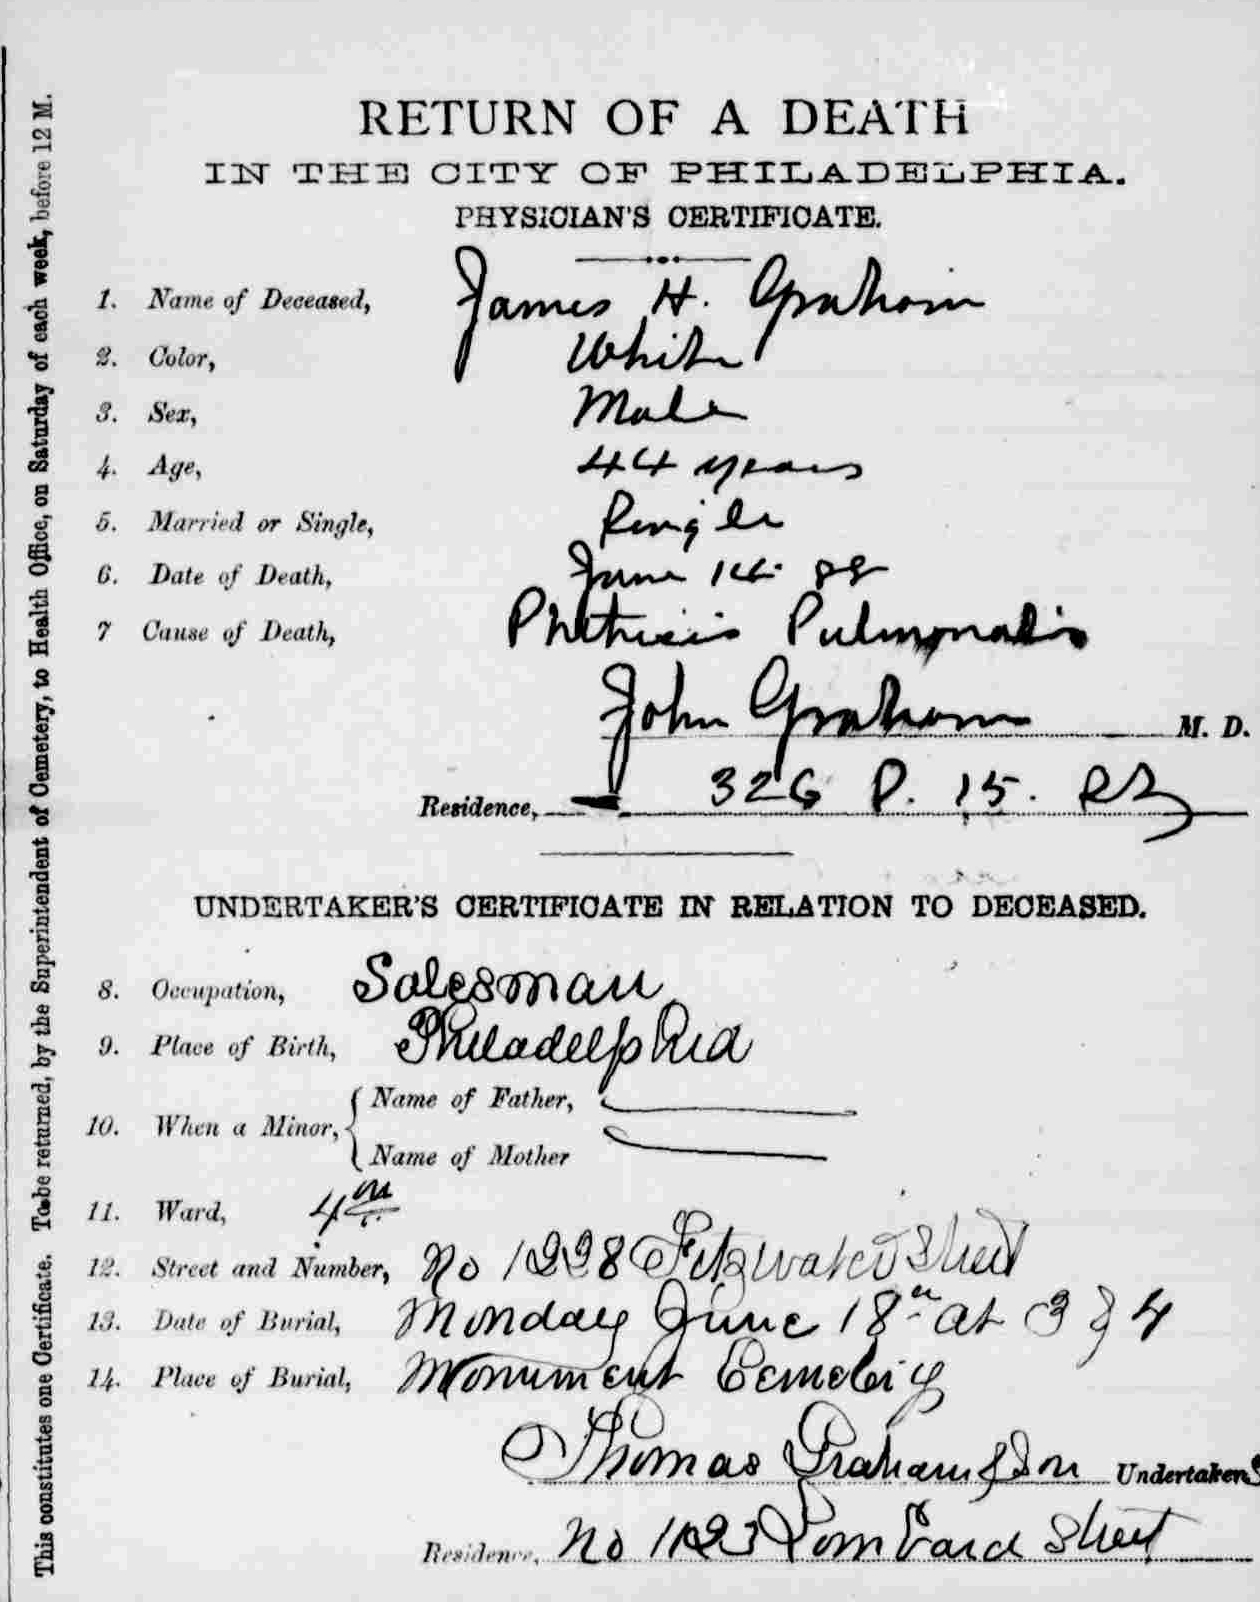 RETURN OF A DEATH
IN THE CITY OF PHILADELPHIA.
PHYSICIAN'S CERTIFICATE.
1. Name of Deceased, James H. Graham
2. Color, White
3. Sex, Male
4. Age, 44 years
5. Married or Single, Single
6. Date of Death, June 14. 88
7 Cause of Death, Phthisis Pulmonalis
John Graham M. D.
Residence, 326 S. 15. St
UNDERTAKER'S CERTIFICATE IN RELATION TO DECEASED.
8. Occupation, Salesman
9. Place of Birth, Philadelphia
10. When a Minor, { Name of Father,
Name of Mother
11. Ward, 4th
12. Street and Number, No 1228 Fitzwater Street
13. Date of Burial, Monday June 18th at 3 & 4
14. Place of Burial, Monument Cemetery
Thomas Graham & Son Undertakers
Residence, No Lombard Street
This constitutes one Certificate. To be returned, by the Superintendent of Cemetery, to Health Office, on Saturday of each week, before 12 M.